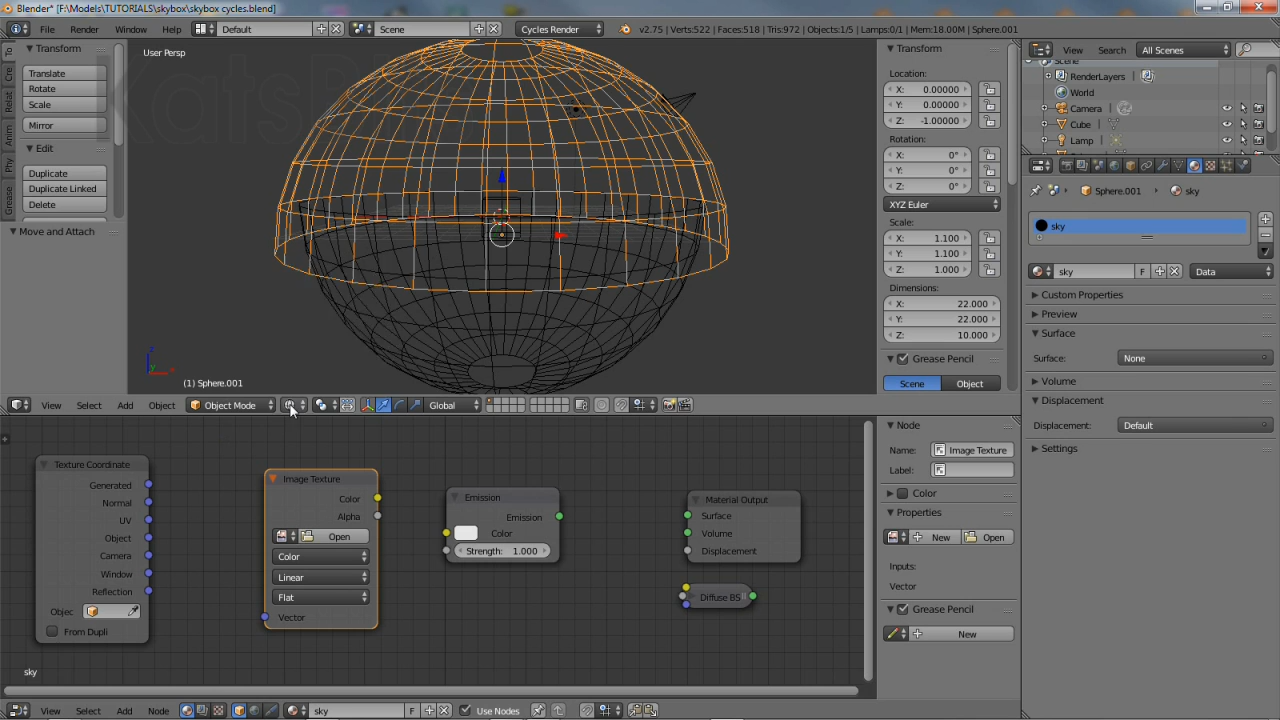 Blender* [F:\Models\TUTORIALS\skybox\skybox cycles.blend]
File Render Window Help Default Scene Cycles Render v2.75 | Verts:522 | Faces:518 | Tris:972 | Objects:1/5 | Lamps:0/1 | Mem:18.00M | Sphere.001
Transform
Translate
Rotate
Scale
Mirror
Edit
Duplicate
Duplicate Linked
Delete
Move and Attach
To
Cre
Relat
Anim
Phy
Grease
User Persp
(1) Sphere.001
Transform
Location:
X: 0.00000
Y: 0.00000
Z: -1.00000
Rotation:
X: 0°
Y: 0°
Z: 0°
XYZ Euler
Scale:
X: 1.100
Y: 1.100
Z: 1.000
Dimensions:
X: 22.000
Y: 22.000
Z: 10.000
Grease Pencil
Scene Object
View Search All Scenes
Scene
RenderLayers
World
Camera
Cube
Lamp
Sphere.001 sky
sky
sky F Data
Custom Properties
Preview
Surface
Surface: None
Volume
Displacement
Displacement: Default
Settings
View Select Add Object Object Mode Global
Texture Coordinate
Generated
Normal
UV
Object
Camera
Window
Reflection
Objec
From Dupli
Image Texture
Color
Alpha
Open
Color
Linear
Flat
Vector
Emission
Emission
Color
Strength: 1.000
Material Output
Surface
Volume
Displacement
Diffuse BS
sky
Node
Name: Image Texture
Label:
Color
Properties
New Open
Inputs:
Vector
Grease Pencil
New
View Select Add Node sky F Use Nodes